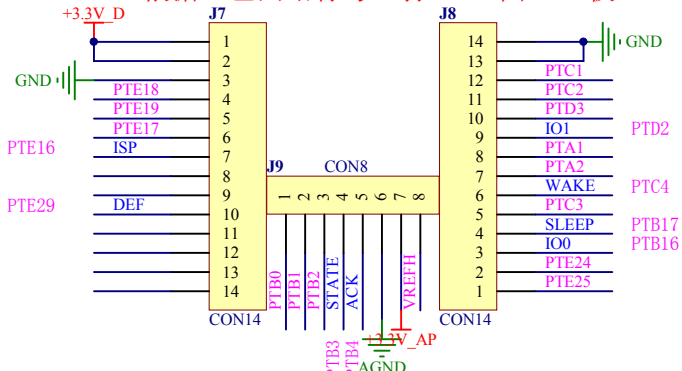 +3.3V_D
J7
J8
1
14
GND
2
13
GND
3
12
PTC1
PTE18
4
11
PTC2
PTE19
5
10
PTD3
PTE17
6
9
IO1
PTD2
PTE16
ISP
7
8
PTA1
8
J9
CON8
7
PTA2
9
6
WAKE
PTC4
PTE29
DEF
10
1 2 3 4 5 6 7 8
5
PTC3
11
4
SLEEP
PTB17
12
3
IO0
PTB16
13
2
PTE24
14
1
PTE25
PTB0
PTB1
PTB2
STATE
ACK
VREFH
CON14
CON14
PTB3
PTB4
+3.3V_AP
AGND